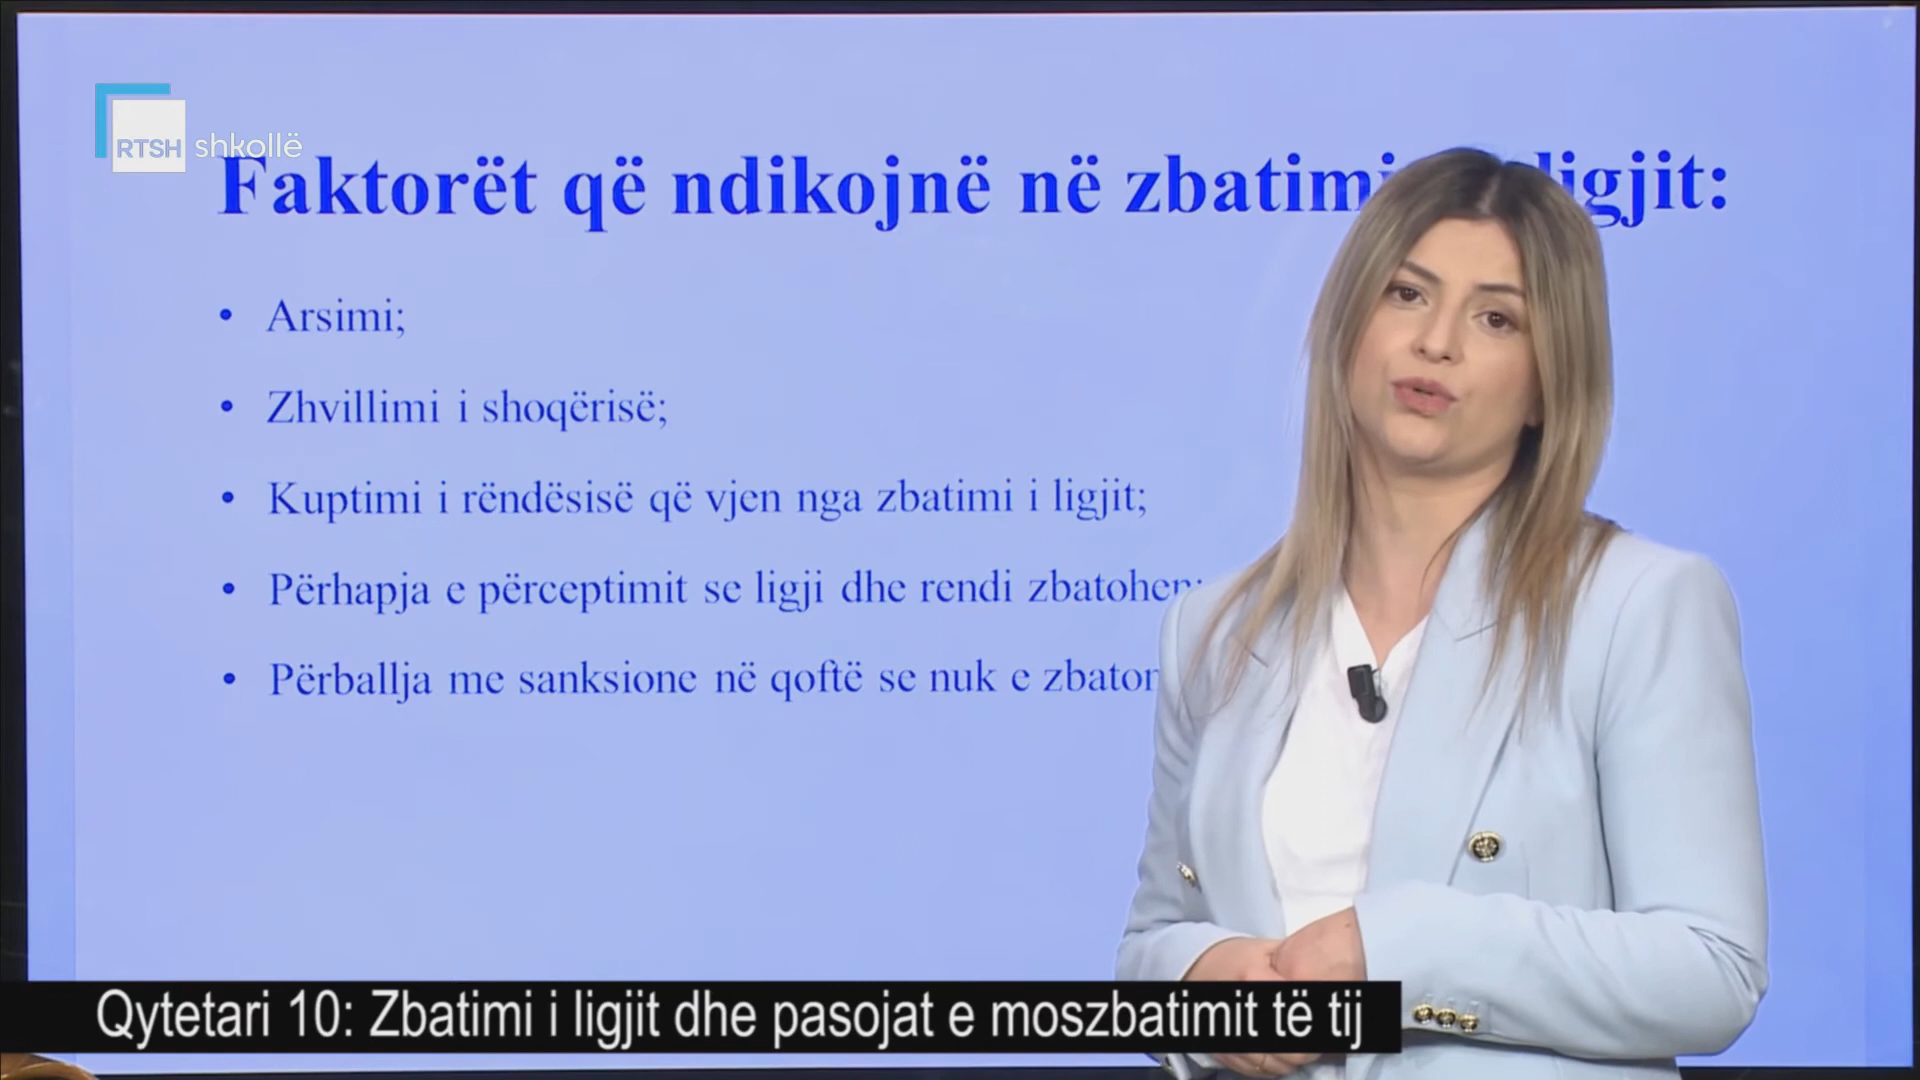 RTSH shkollë
Faktorët që ndikojnë në zbatimi ligjit:
• Arsimi;
• Zhvillimi i shoqërisë;
• Kuptimi i rëndësisë që vjen nga zbatimi i ligjit;
• Përhapja e përceptimit se ligji dhe rendi zbatohen;
• Përballja me sanksione në qoftë se nuk e
Qytetari 10: Zbatimi i ligjit dhe pasojat e moszbatimit të tij